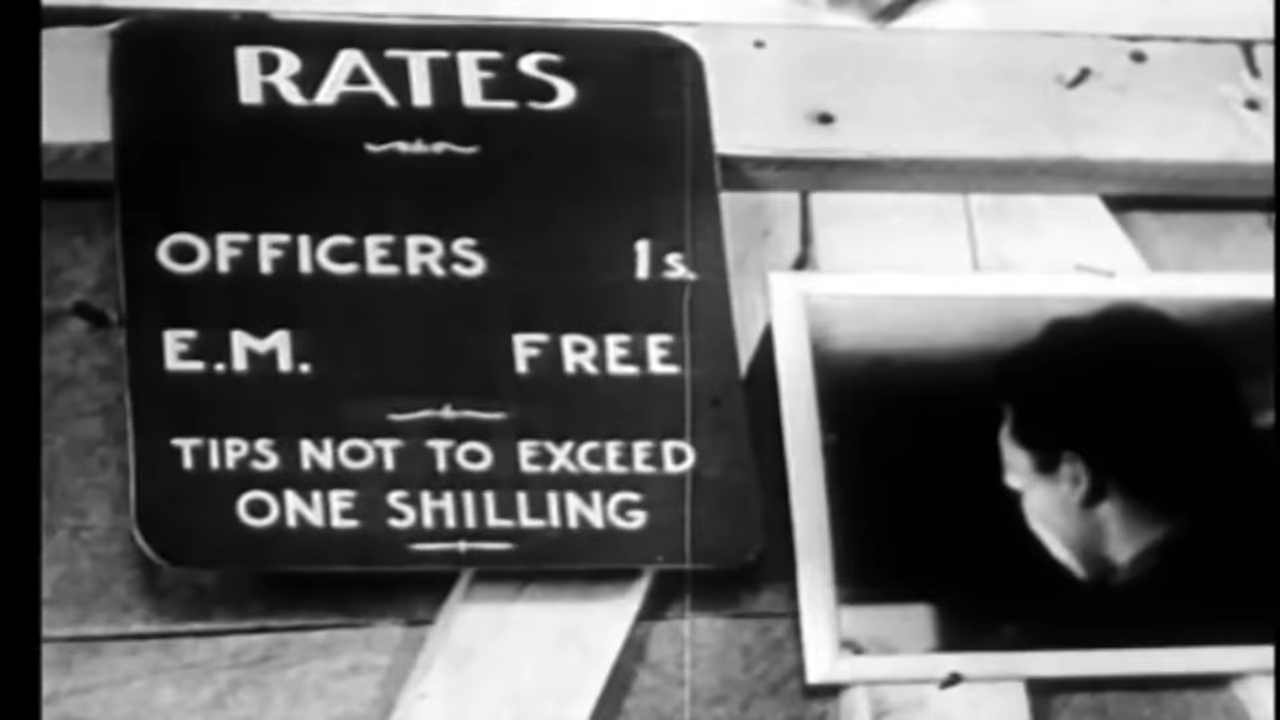 RATES
OFFICERS 1s.
E.M. FREE
TIPS NOT TO EXCEED
ONE SHILLING